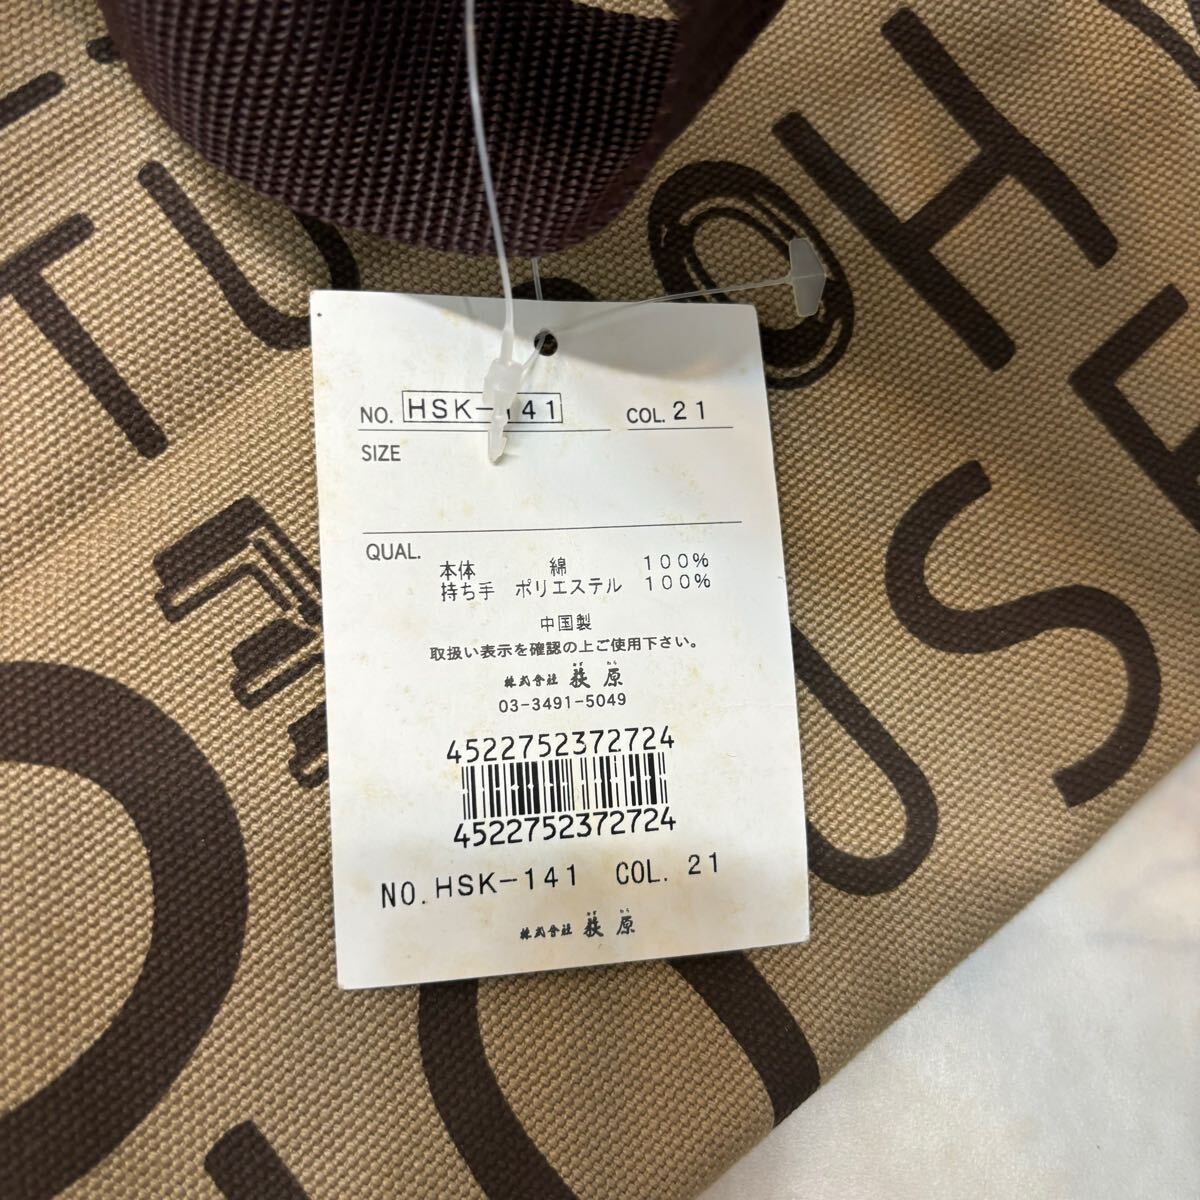 NO. HSK-141 COL. 21
SIZE
QUAL.
本体 綿 100%
持ち手 ポリエステル 100%
中国製
取扱い表示を確認の上ご使用下さい。
株式会社 萩原
03-3491-5049
4522752372724
4522752372724
NO. HSK-141 COL. 21
株式会社 萩原